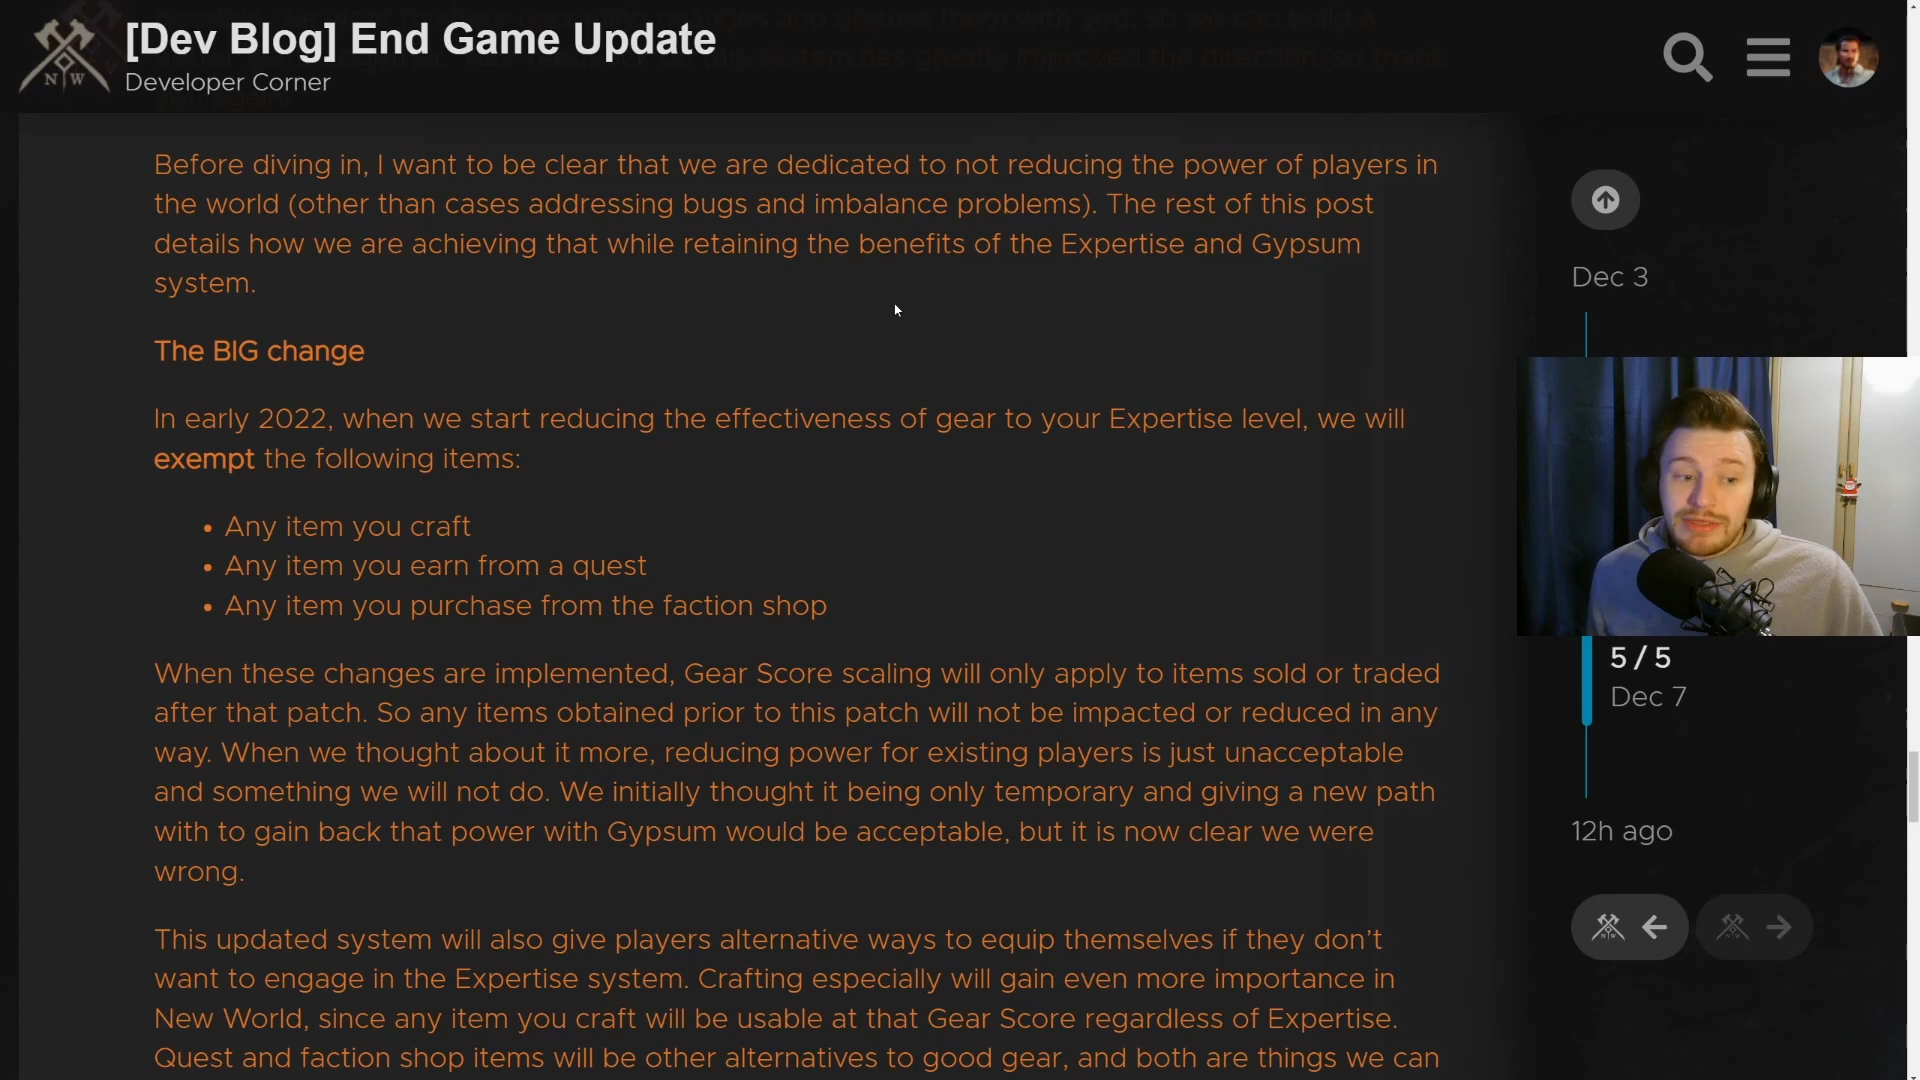 [Dev Blog] End Game Update
Developer Corner
N W
Before diving in, I want to be clear that we are dedicated to not reducing the power of players in
the world (other than cases addressing bugs and imbalance problems). The rest of this post
details how we are achieving that while retaining the benefits of the Expertise and Gypsum
system.
The BIG change
In early 2022, when we start reducing the effectiveness of gear to your Expertise level, we will
exempt the following items:
• Any item you craft
• Any item you earn from a quest
• Any item you purchase from the faction shop
When these changes are implemented, Gear Score scaling will only apply to items sold or traded
after that patch. So any items obtained prior to this patch will not be impacted or reduced in any
way. When we thought about it more, reducing power for existing players is just unacceptable
and something we will not do. We initially thought it being only temporary and giving a new path
with to gain back that power with Gypsum would be acceptable, but it is now clear we were
wrong.
This updated system will also give players alternative ways to equip themselves if they don't
want to engage in the Expertise system. Crafting especially will gain even more importance in
New World, since any item you craft will be usable at that Gear Score regardless of Expertise.
Quest and faction shop items will be other alternatives to good gear, and both are things we can
Dec 3
5 / 5
Dec 7
12h ago